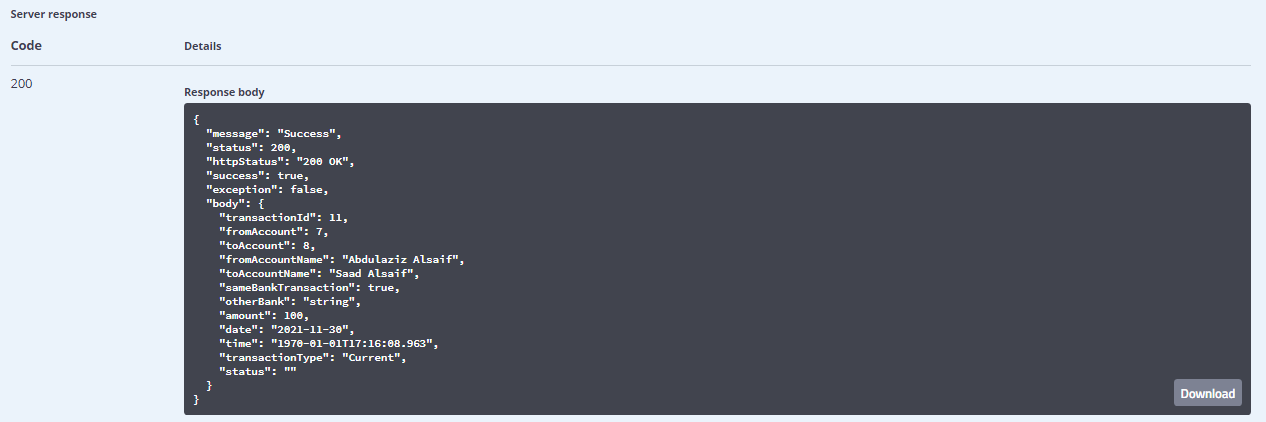 Server response
Code Details
200
Response body
{
  "message": "Success",
  "status": 200,
  "httpStatus": "200 OK",
  "success": true,
  "exception": false,
  "body": {
    "transactionId": 11,
    "fromAccount": 7,
    "toAccount": 8,
    "fromAccountName": "Abdulaziz Alsaif",
    "toAccountName": "Saad Alsaif",
    "sameBankTransaction": true,
    "otherBank": "string",
    "amount": 100,
    "date": "2021-11-30",
    "time": "1970-01-01T17:16:08.963",
    "transactionType": "Current",
    "status": ""
  }
}
Download